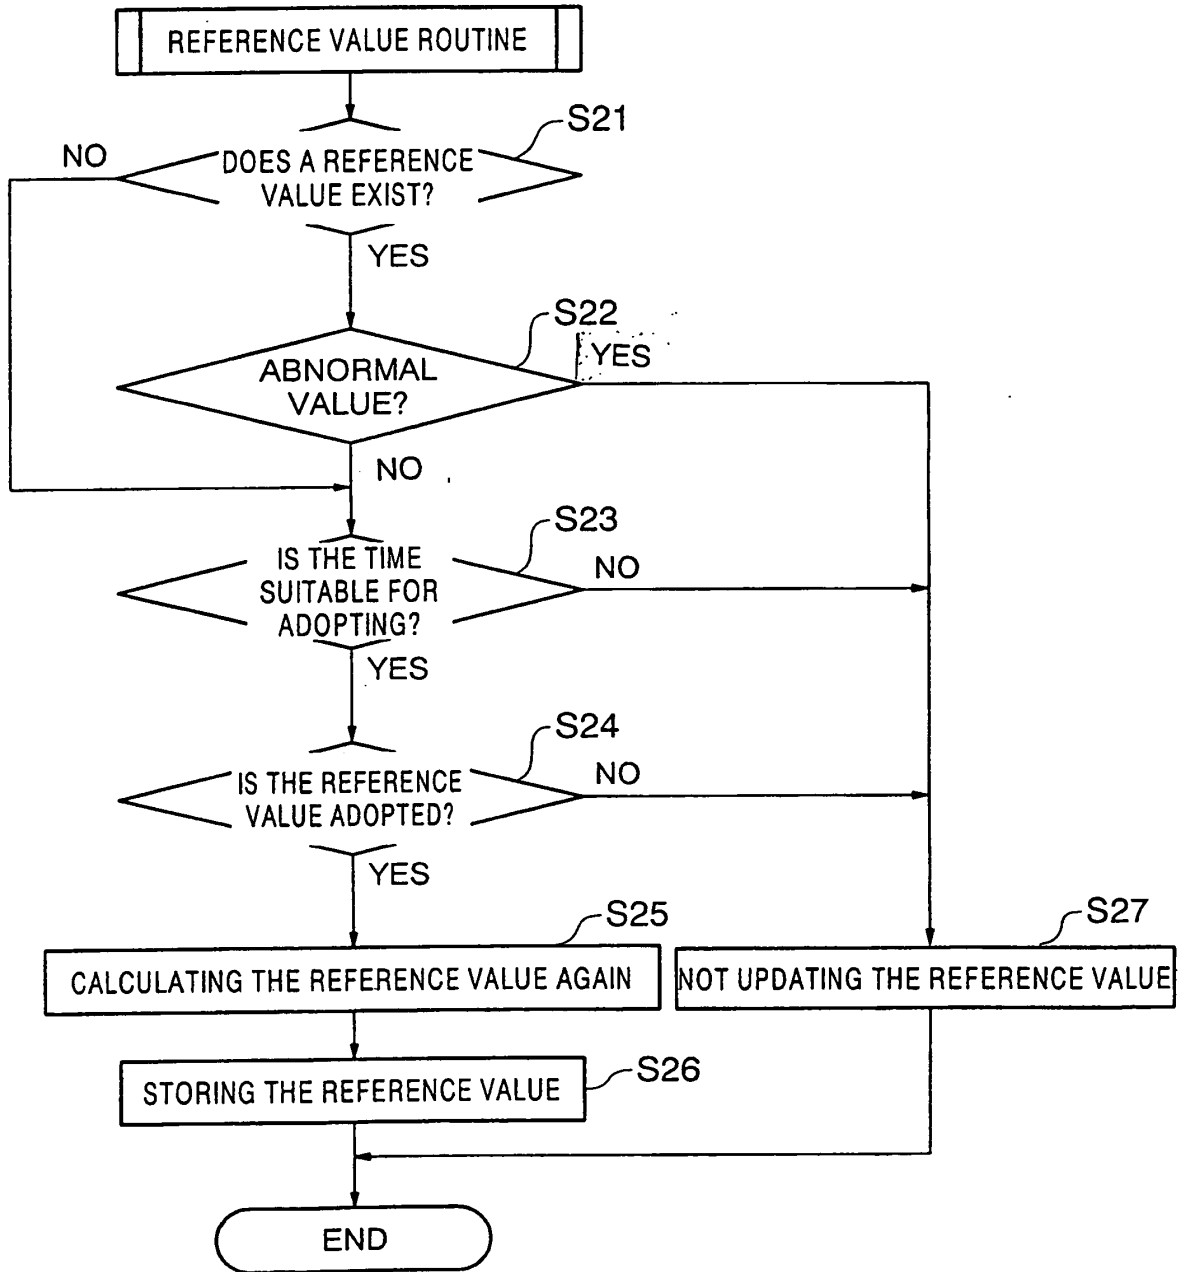 REFERENCE VALUE ROUTINE
S21
NO
DOES A REFERENCE
VALUE EXIST?
YES
S22
YES
ABNORMAL
VALUE?
NO
S23
IS THE TIME
SUITABLE FOR
ADOPTING?
NO
YES
S24
IS THE REFERENCE
VALUE ADOPTED?
NO
YES
S25
S27
CALCULATING THE REFERENCE VALUE AGAIN
NOT UPDATING THE REFERENCE VALUE
S26
STORING THE REFERENCE VALUE
END